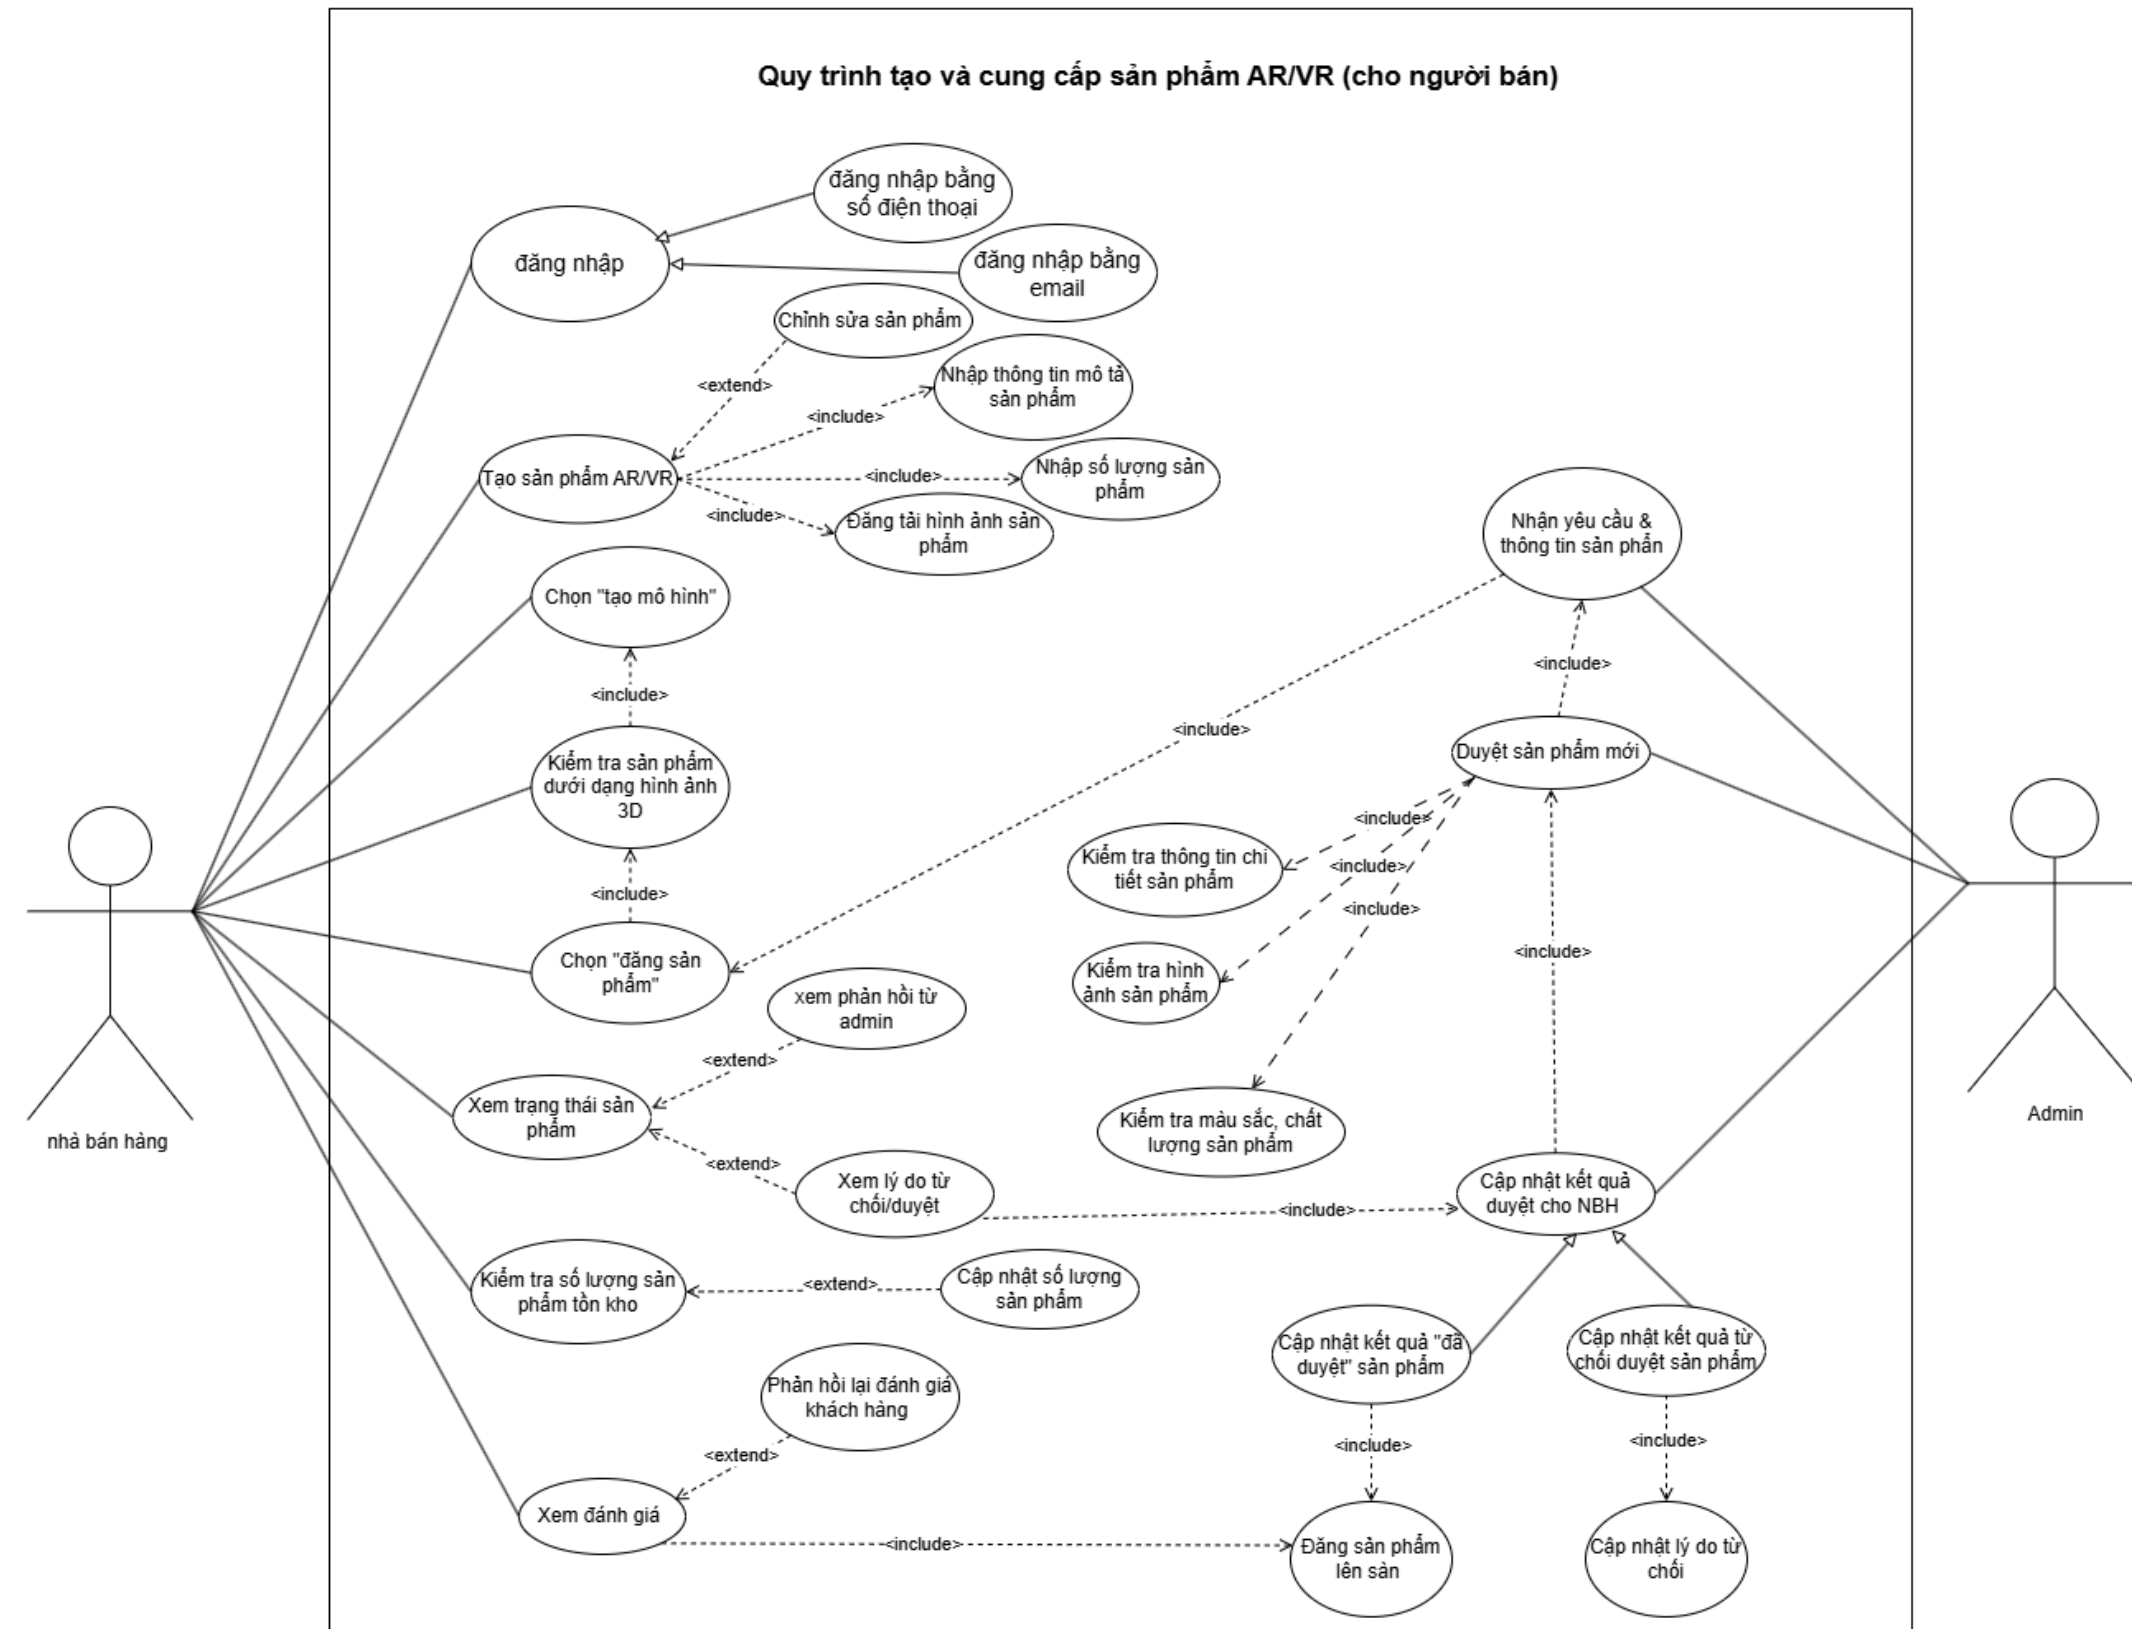 Quy trình tạo và cung cấp sản phẩm AR/VR (cho người bán)
đăng nhập bằng
số điện thoại
đăng nhập
đăng nhập bằng
email
Chỉnh sửa sản phẩm
<extend>
Nhập thông tin mô tả
sản phẩm
<include>
Tạo sản phẩm AR/VR
<include>
Nhập số lượng sản
phẩm
<include>
Đăng tải hình ảnh sản
phẩm
Nhận yêu cầu &
thông tin sản phẩn
Chọn "tạo mô hình"
<include>
<include>
<include>
Kiểm tra sản phẩm
dưới dạng hình ảnh
3D
Duyệt sản phẩm mới
<include>
Kiểm tra thông tin chi
tiết sản phẩm
<include>
<include>
<include>
Chọn "đăng sản
phẩm"
Kiểm tra hình
ảnh sản phẩm
<include>
xem phản hồi từ
admin
<extend>
Xem trạng thái sản
phẩm
Kiểm tra màu sắc, chất
lượng sản phẩm
nhà bán hàng
Admin
<extend>
Xem lý do từ
chối/duyệt
<include>
Cập nhật kết quả
duyệt cho NBH
Kiểm tra số lượng sản
phẩm tồn kho
<extend>
Cập nhật số lượng
sản phẩm
Cập nhật kết quả "đã
duyệt" sản phẩm
Cập nhật kết quả từ
chối duyệt sản phẩm
Phản hồi lại đánh giá
khách hàng
<extend>
<include>
<include>
Xem đánh giá
<include>
Đăng sản phẩm
lên sàn
Cập nhật lý do từ
chối